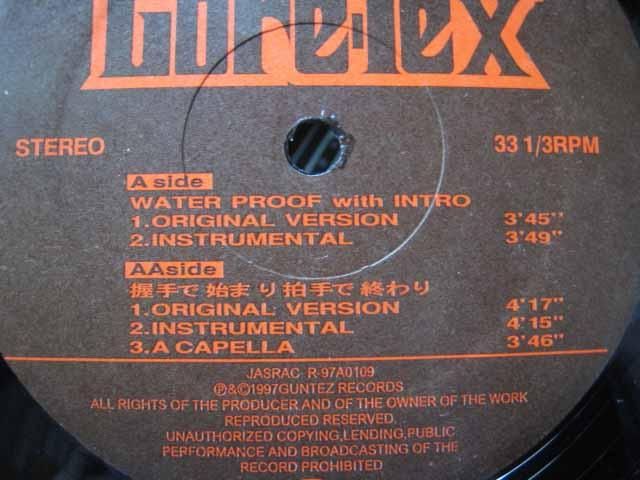 Gore-Tex
STEREO 33 1/3RPM
A side
WATER PROOF with INTRO
1.ORIGINAL VERSION 3'45"
2.INSTRUMENTAL 3'49"
AAside
握手で始まり拍手で終わり
1.ORIGINAL VERSION 4'17"
2.INSTRUMENTAL 4'15"
3.A CAPELLA 3'46"
JASRAC R-97A0109
℗&©1997GUNTEZ RECORDS
ALL RIGHTS OF THE PRODUCER AND OF THE OWNER OF THE WORK
REPRODUCED RESERVED.
UNAUTHORIZED COPYING,LENDING,PUBLIC
PERFORMANCE AND BROADCASTING OF THE
RECORD PROHIBITED